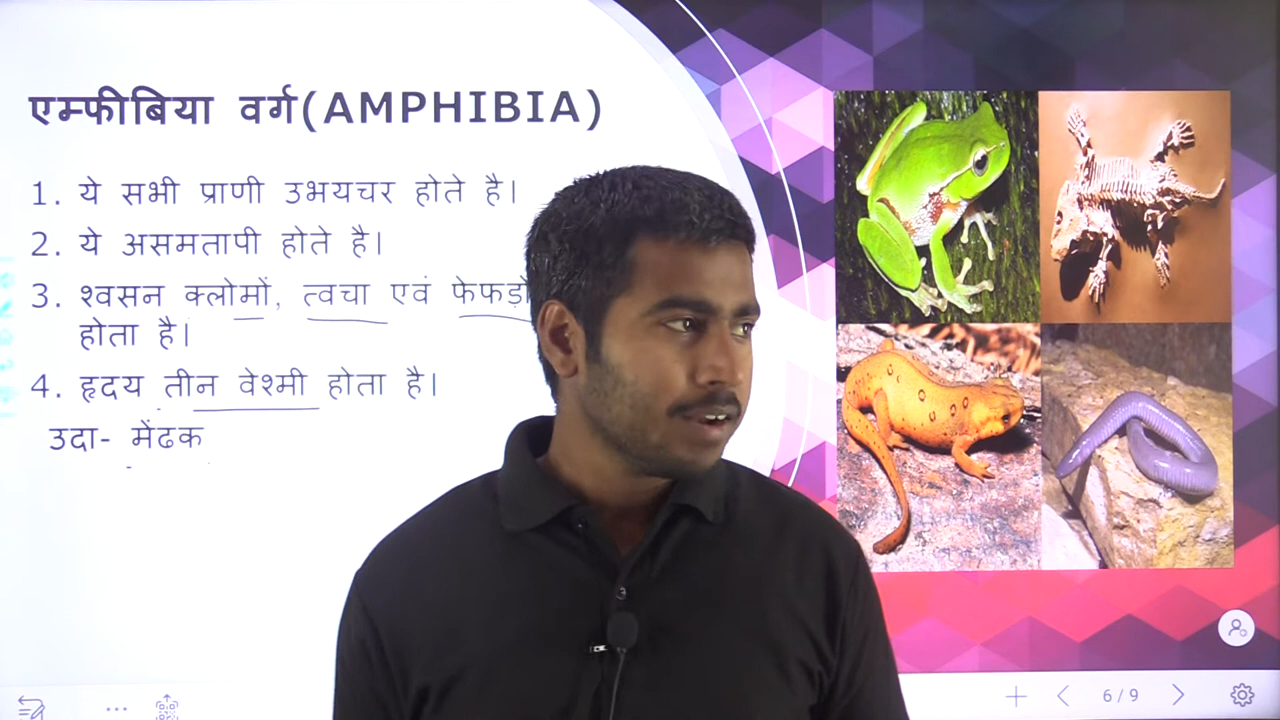 एम्फीबिया वर्ग(AMPHIBIA)
1. ये सभी प्राणी उभयचर होते है।
2. ये असमतापी होते है।
3. श्वसन क्लोमों, त्वचा एवं फेफड़ो
होता है।
4. हृदय तीन वेश्मी होता है।
उदा- मेंढक
6/9